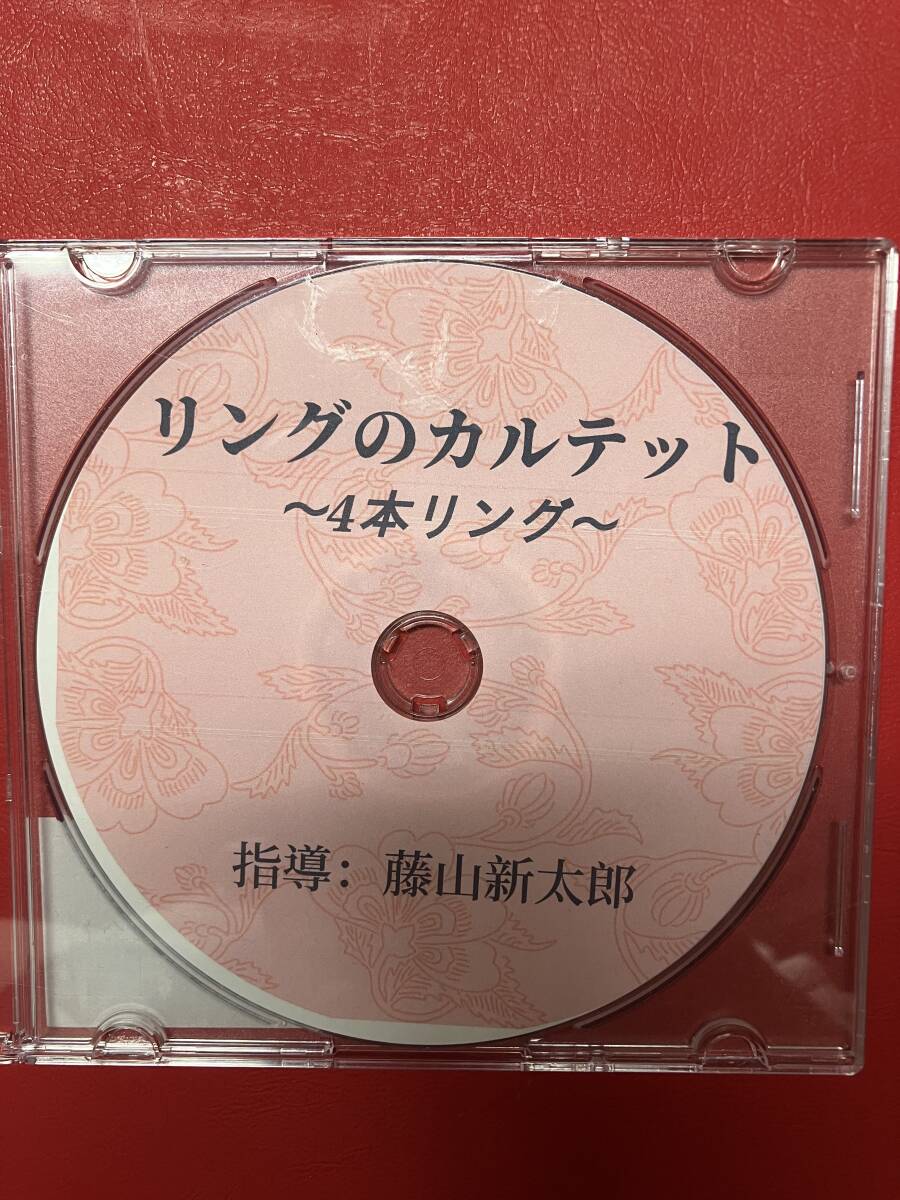 リングのカルテット
～4本リング～
指導：藤山新太郎